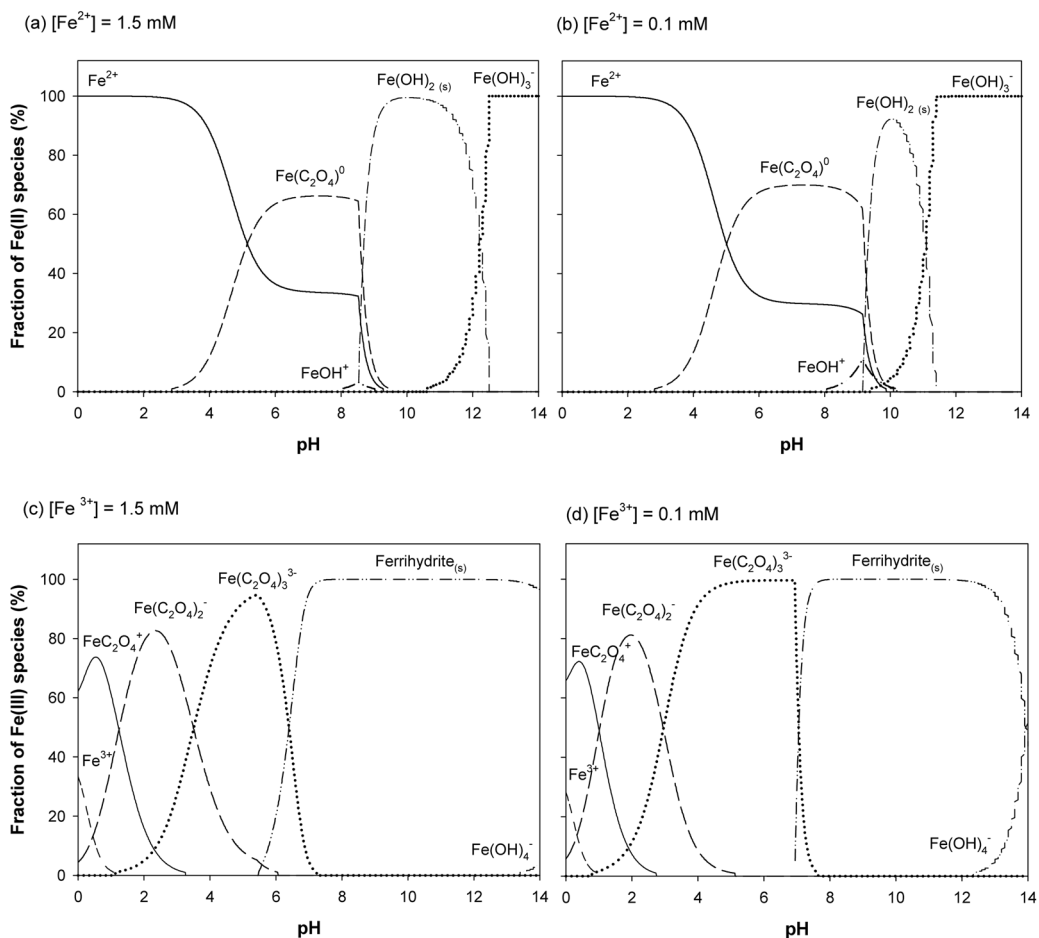 (a) [Fe²⁺] = 1.5 mM
(b) [Fe²⁺] = 0.1 mM
Fraction of Fe(II) species (%)
100
80
60
40
20
0
Fe²⁺
Fe(C₂O₄)⁰
FeOH⁺
Fe(OH)₂ ₍s₎
Fe(OH)₃⁻
0 2 4 6 8 10 12 14
pH
Fe²⁺
Fe(C₂O₄)⁰
FeOH⁺
Fe(OH)₂ ₍s₎
Fe(OH)₃⁻
0 2 4 6 8 10 12 14
pH
(c) [Fe ³⁺] = 1.5 mM
(d) [Fe³⁺] = 0.1 mM
Fraction of Fe(III) species (%)
100
80
60
40
20
0
Fe³⁺
FeC₂O₄⁺
Fe(C₂O₄)₂⁻
Fe(C₂O₄)₃³⁻
Ferrihydrite₍s₎
Fe(OH)₄⁻
0 2 4 6 8 10 12 14
pH
Fe³⁺
FeC₂O₄⁺
Fe(C₂O₄)₂⁻
Fe(C₂O₄)₃³⁻
Ferrihydrite₍s₎
Fe(OH)₄⁻
0 2 4 6 8 10 12 14
pH